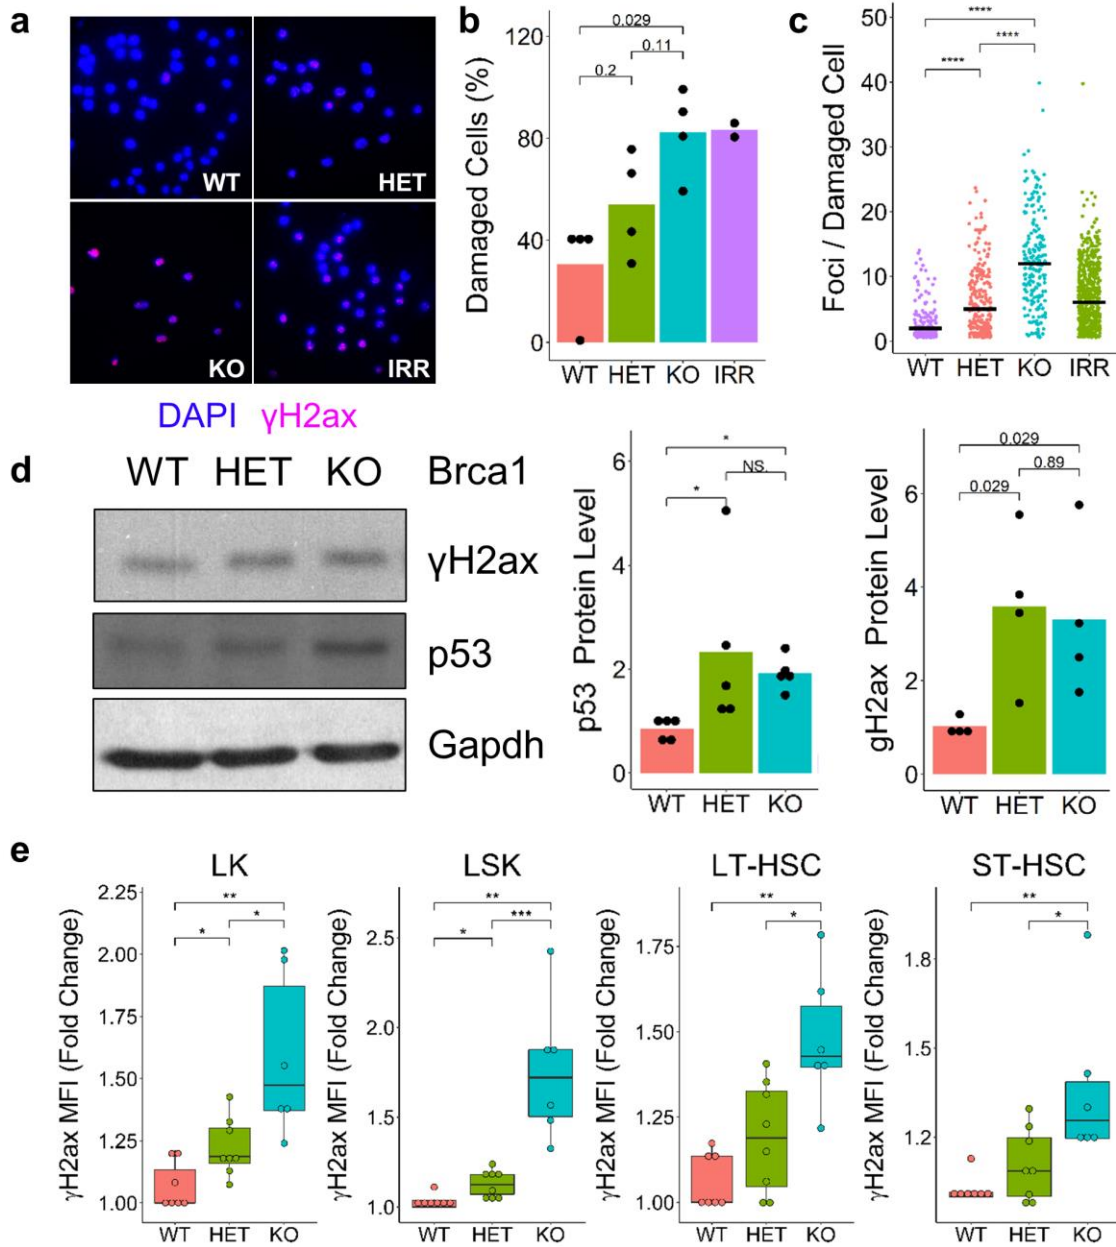 a
WT
HET
KO
IRR
DAPI γH2ax
b
Damaged Cells (%)
120
80
40
0
0.029
0.11
0.2
WT HET KO IRR
c
Foci / Damaged Cell
50
40
30
20
10
0
****
****
****
WT HET KO IRR
d
WT HET KO Brca1
γH2ax
p53
Gapdh
p53 Protein Level
6
4
2
0
*
NS.
*
WT HET KO
gH2ax Protein Level
6
4
2
0
0.029
0.89
0.029
WT HET KO
e
LK
γH2ax MFI (Fold Change)
2.25
2.00
1.75
1.50
1.25
1.00
**
*
*
WT HET KO
LSK
γH2ax MFI (Fold Change)
2.5
2.0
1.5
1.0
**
***
*
WT HET KO
LT-HSC
γH2ax MFI (Fold Change)
1.75
1.50
1.25
1.00
**
*
WT HET KO
ST-HSC
γH2ax MFI (Fold Change)
1.8
1.5
1.2
**
*
WT HET KO